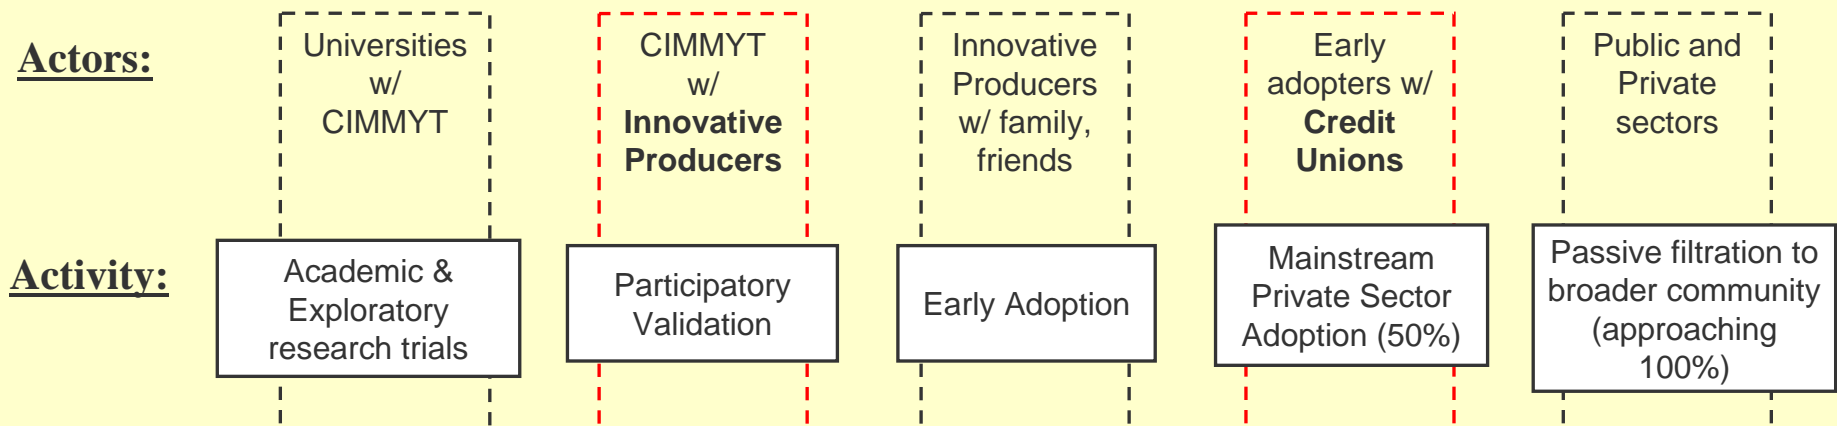 Actors:
Universities
w/
CIMMYT
CIMMYT
w/
Innovative
Producers
Innovative
Producers
w/ family,
friends
Early
adopters w/
Credit
Unions
Public and
Private
sectors
Activity:
Academic &
Exploratory
research trials
Participatory
Validation
Early Adoption
Mainstream
Private Sector
Adoption (50%)
Passive filtration to
broader community
(approaching
100%)